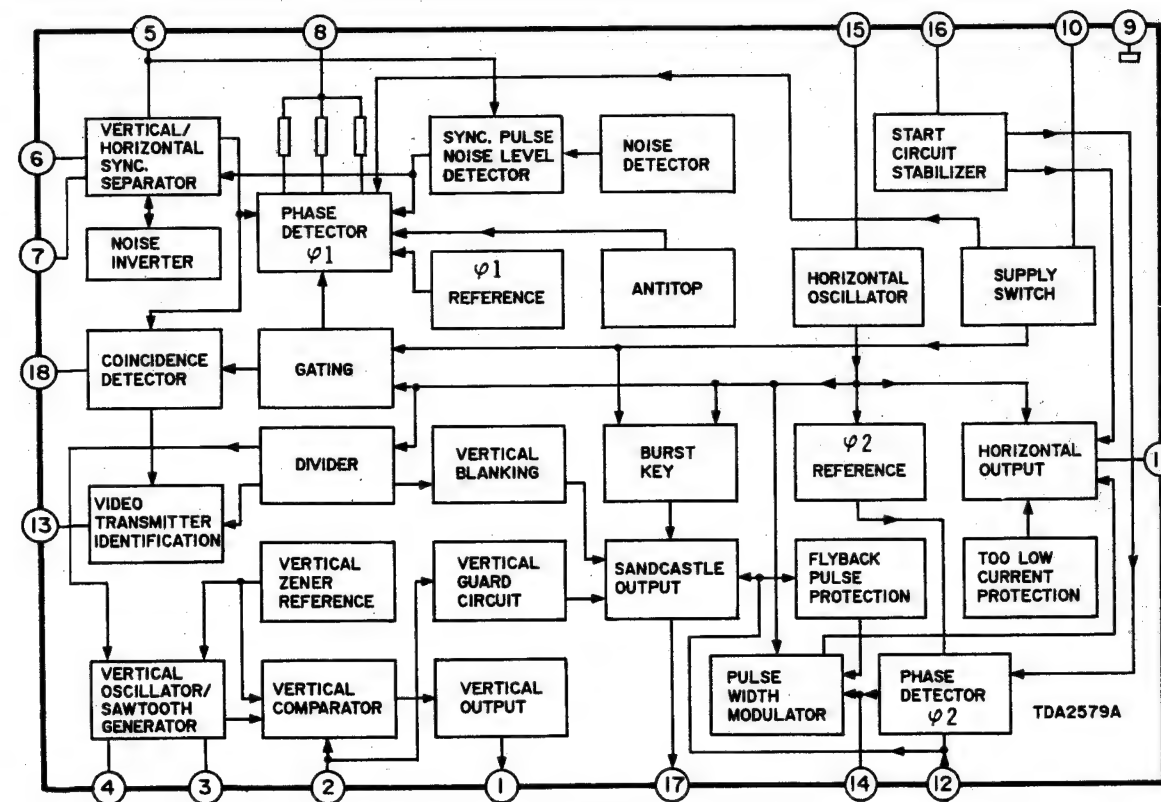 5
8
15
16
10
9
VERTICAL/
HORIZONTAL
SYNC.
SEPARATOR
SYNC. PULSE
NOISE LEVEL
DETECTOR
NOISE
DETECTOR
START
CIRCUIT
STABILIZER
6
7
NOISE
INVERTER
PHASE
DETECTOR
φ1
φ1
REFERENCE
ANTITOP
HORIZONTAL
OSCILLATOR
SUPPLY
SWITCH
18
COINCIDENCE
DETECTOR
GATING
DIVIDER
VERTICAL
BLANKING
BURST
KEY
φ2
REFERENCE
HORIZONTAL
OUTPUT
13
VIDEO
TRANSMITTER
IDENTIFICATION
VERTICAL
ZENER
REFERENCE
VERTICAL
GUARD
CIRCUIT
SANDCASTLE
OUTPUT
FLYBACK
PULSE
PROTECTION
TOO LOW
CURRENT
PROTECTION
VERTICAL
OSCILLATOR/
SAWTOOTH
GENERATOR
VERTICAL
COMPARATOR
VERTICAL
OUTPUT
PULSE
WIDTH
MODULATOR
PHASE
DETECTOR
φ2
TDA2579A
4
3
2
1
17
14
12